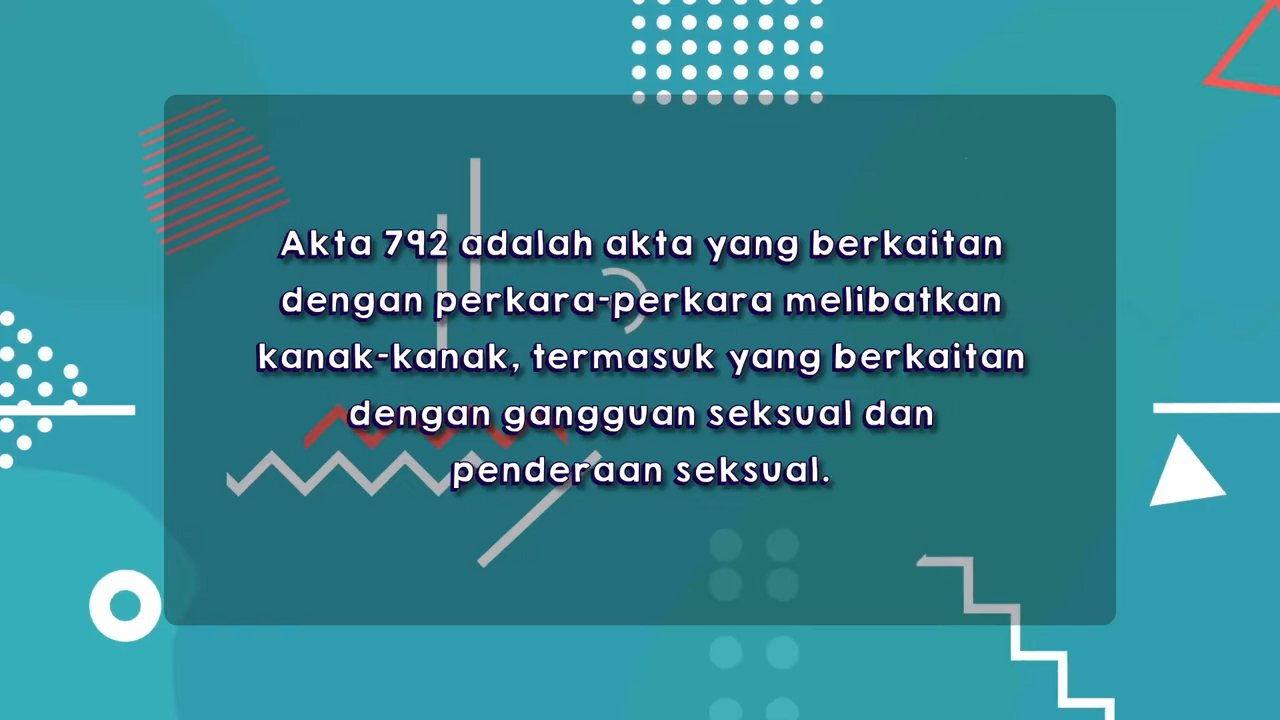 Akta 792 adalah akta yang berkaitan
dengan perkara-perkara melibatkan
kanak-kanak, termasuk yang berkaitan
dengan gangguan seksual dan
penderaan seksual.